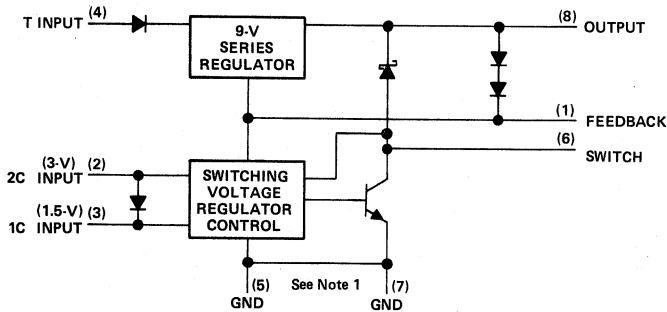 T INPUT (4)
9-V
SERIES
REGULATOR
(8) OUTPUT
(1)
FEEDBACK
(6)
SWITCH
(3-V) (2)
2C INPUT
(1.5-V) (3)
1C INPUT
SWITCHING
VOLTAGE
REGULATOR
CONTROL
(5) See Note 1 (7)
GND GND